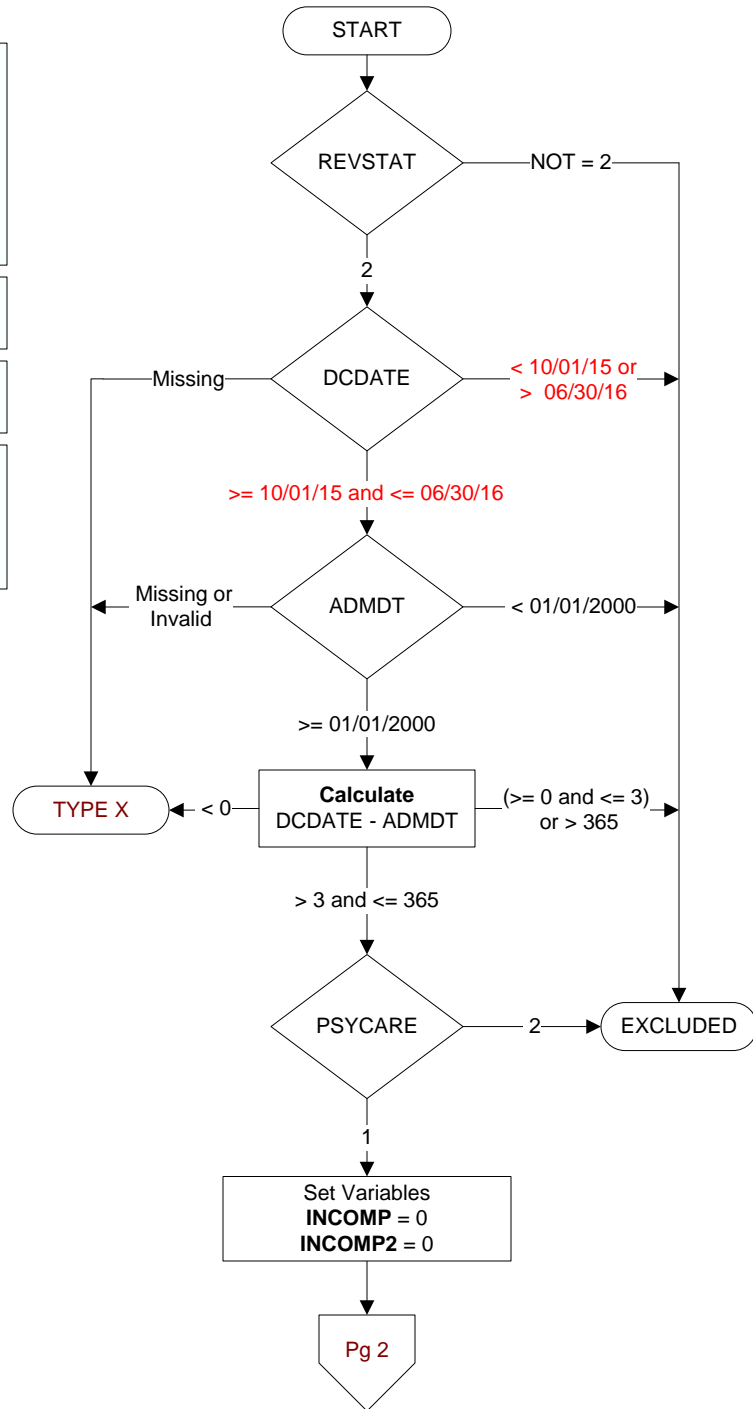 START
REVSTAT
NOT = 2
2
Missing
DCDATE
< 10/01/15 or
> 06/30/16
>= 10/01/15 and <= 06/30/16
Missing or
Invalid
ADMDT
< 01/01/2000
>= 01/01/2000
TYPE X
< 0
Calculate
DCDATE - ADMDT
(>= 0 and <= 3)
or > 365
> 3 and <= 365
PSYCARE
2
EXCLUDED
1
Set Variables
INCOMP = 0
INCOMP2 = 0
Pg 2